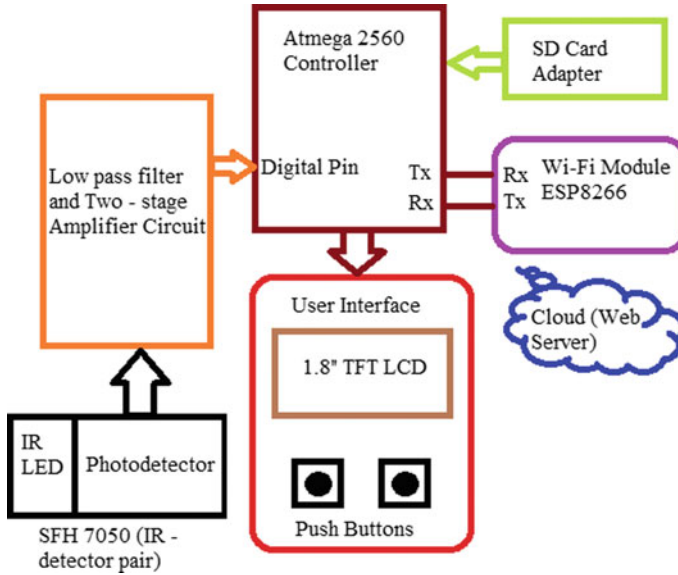 Atmega 2560
Controller
SD Card
Adapter
Low pass filter
and Two - stage
Amplifier Circuit
Digital Pin
Tx
Rx
Rx
Tx
Wi-Fi Module
ESP8266
User Interface
1.8" TFT LCD
Push Buttons
Cloud (Web
Server)
IR
LED
Photodetector
SFH 7050 (IR -
detector pair)